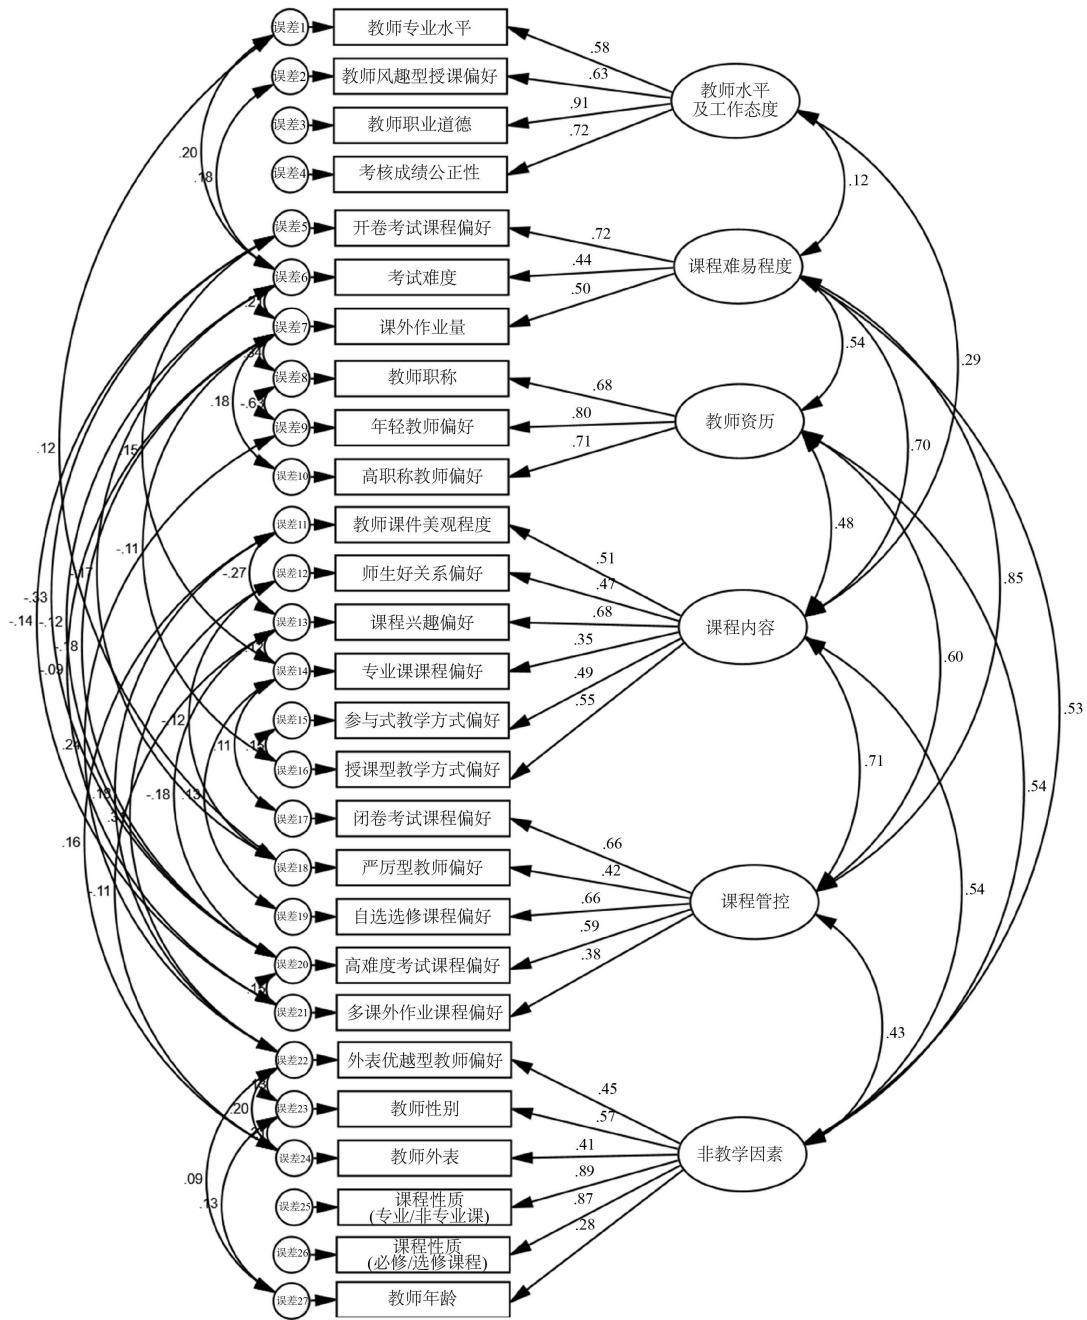 误差1
教师专业水平
.58
误差2
教师风趣型授课偏好
.63
教师水平
及工作态度
误差3
教师职业道德
.91
误差4
考核成绩公正性
.72
.20
.18
.12
误差5
开卷考试课程偏好
.72
误差6
考试难度
.44
课程难易程度
误差7
课外作业量
.50
.54
.29
误差8
教师职称
.68
.18
误差9
年轻教师偏好
.80
教师资历
误差10
高职称教师偏好
.71
.12
.15
.70
误差11
教师课件美观程度
.51
.48
-.11
误差12
师生好关系偏好
.47
-.27
-.17
.85
误差13
课程兴趣偏好
.68
课程内容
-.33
-.14
-.12
-.18
-.09
误差14
专业课课程偏好
.35
.60
误差15
参与式教学方式偏好
.49
-.12
.53
误差16
授课型教学方式偏好
.55
.24
.11
.71
.54
-.18
.13
误差17
闭卷考试课程偏好
.66
.16
误差18
严厉型教师偏好
.42
-.11
误差19
自选选修课程偏好
.66
课程管控
.54
误差20
高难度考试课程偏好
.59
误差21
多课外作业课程偏好
.38
.43
误差22
外表优越型教师偏好
.45
误差23
教师性别
.57
.20
误差24
教师外表
.41
非教学因素
.09
.13
误差25
课程性质
(专业/非专业课)
.89
误差26
课程性质
(必修/选修课程)
.87
误差27
教师年龄
.28